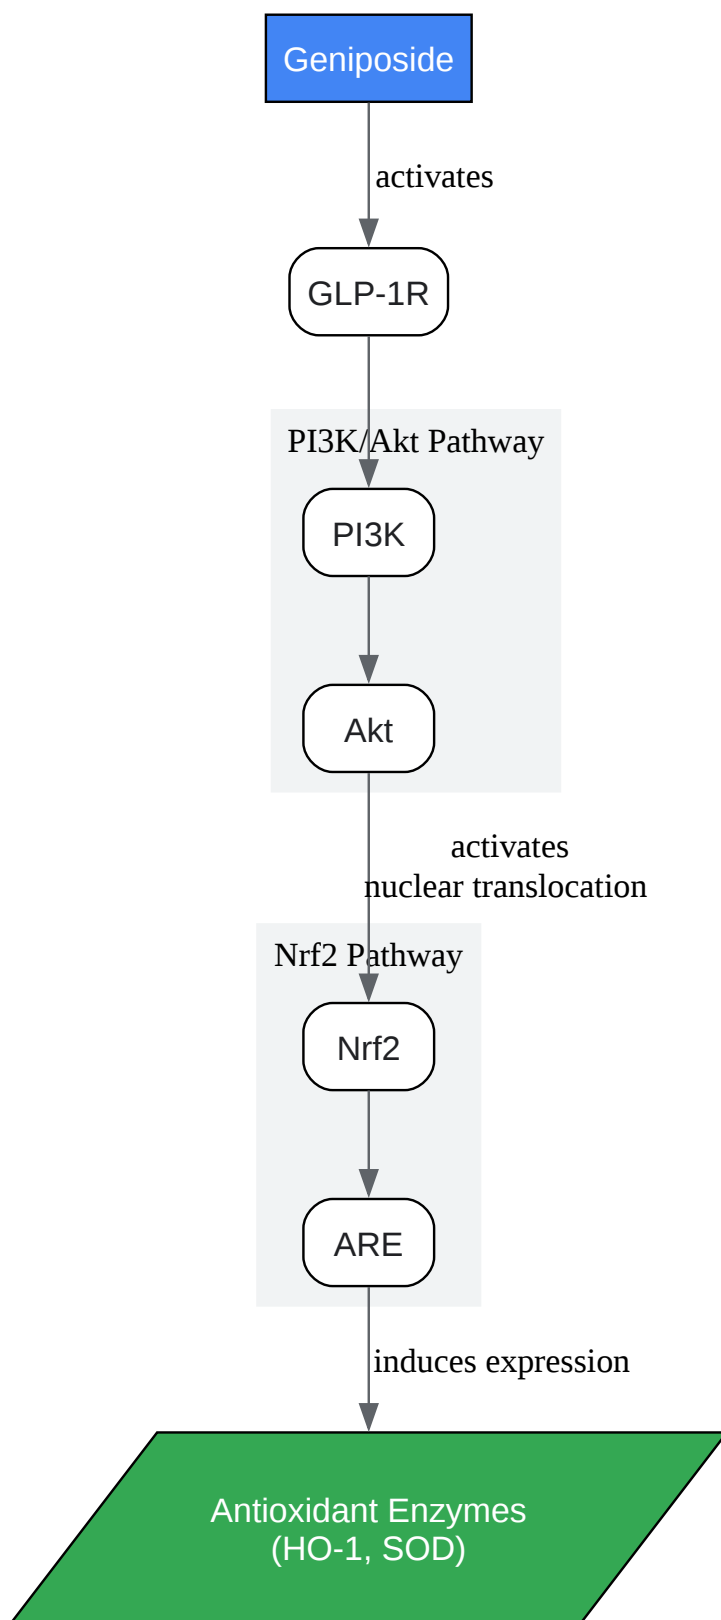 Geniposide
activates
GLP-1R
PI3K/Akt Pathway
PI3K
Akt
activates
nuclear translocation
Nrf2 Pathway
Nrf2
ARE
induces expression
Antioxidant Enzymes
(HO-1, SOD)